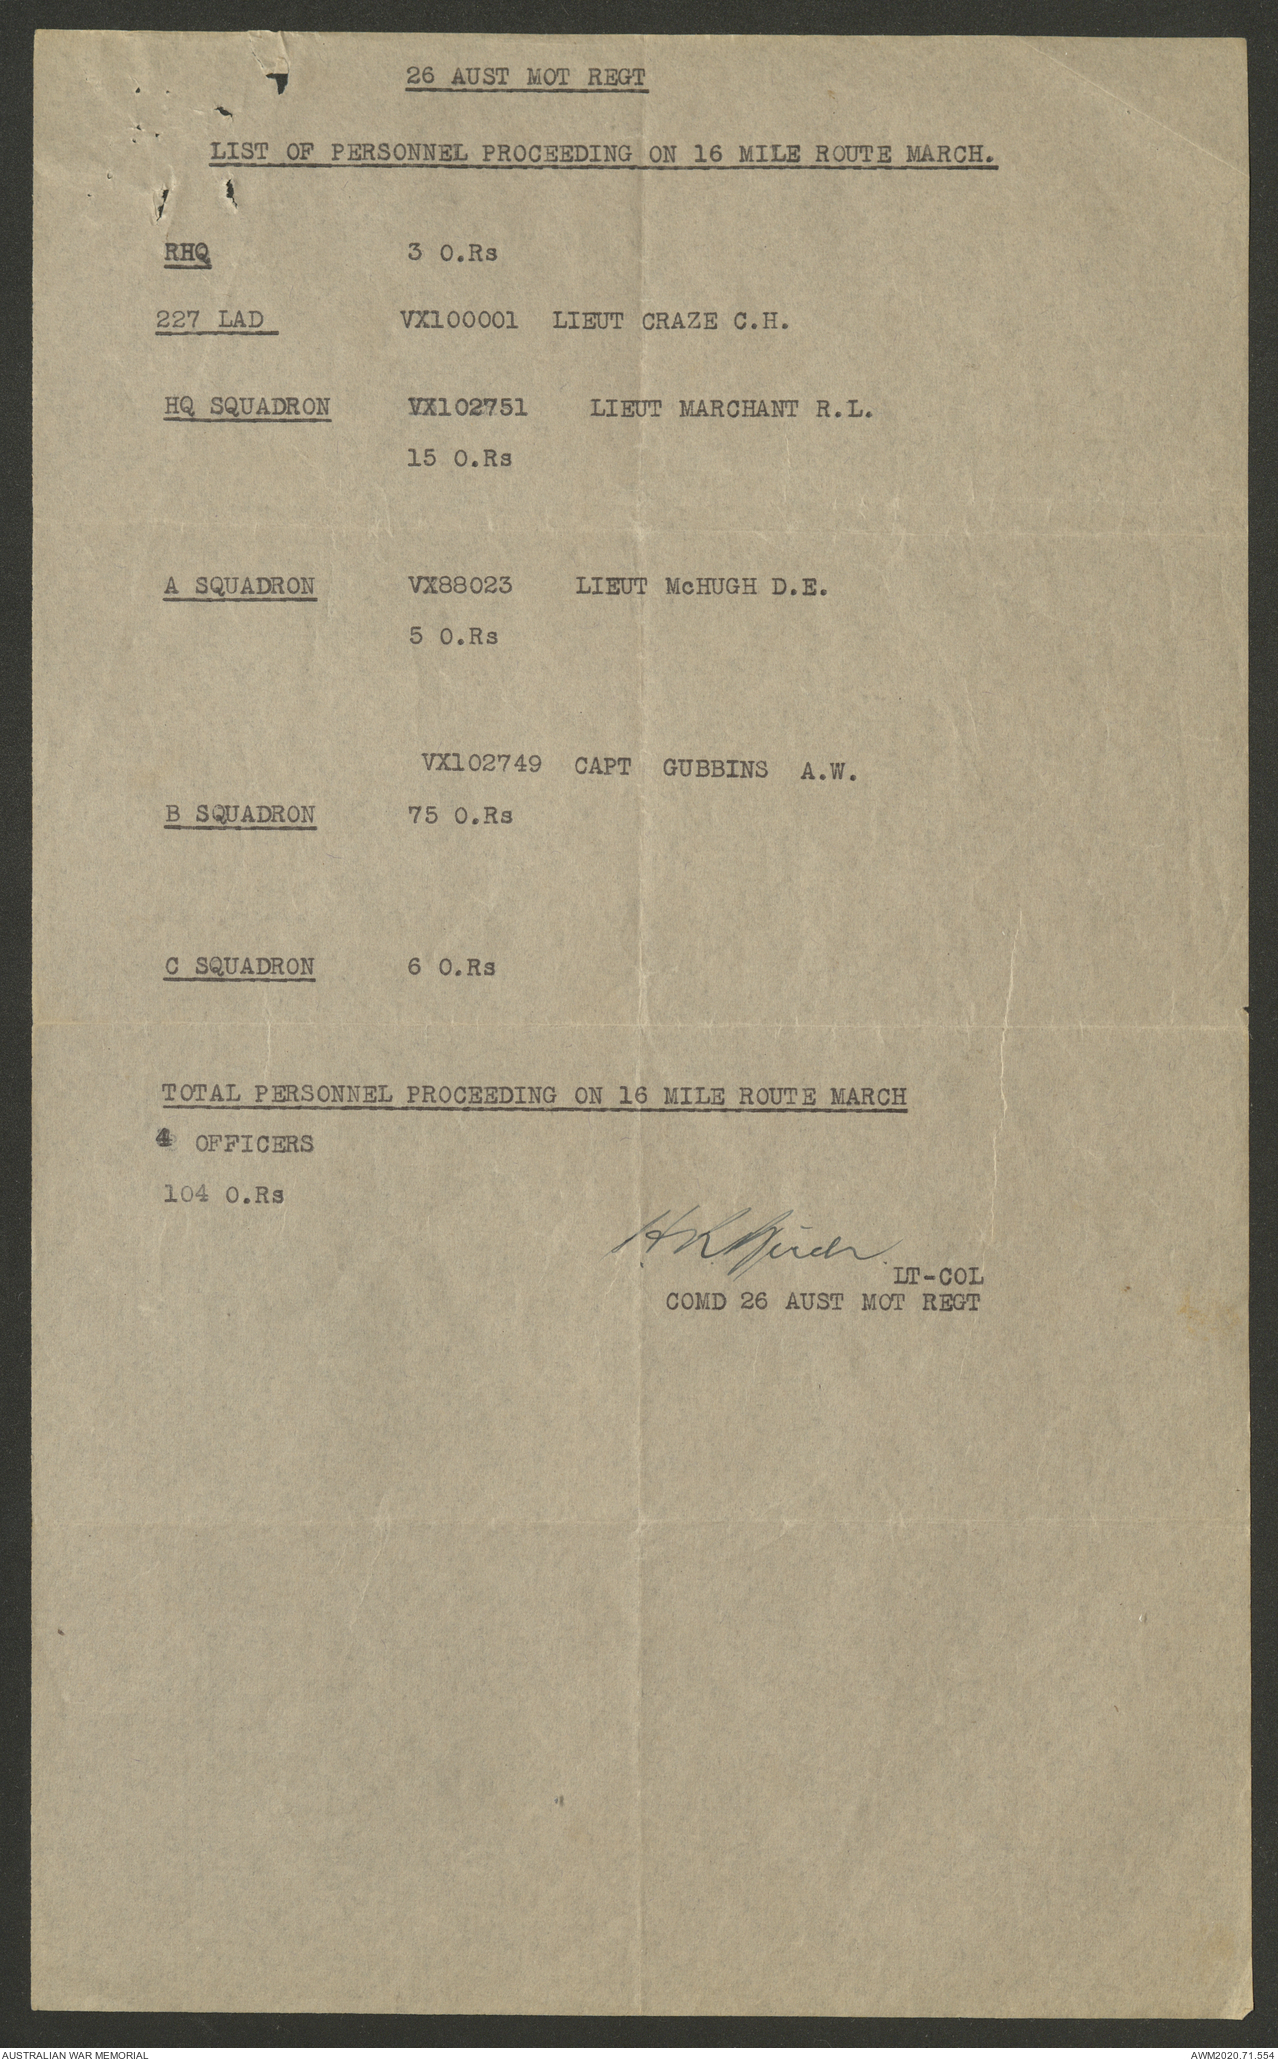 26 AUST MOT REGT
LIST OF PERSONNEL PROCEEDING ON 16 MILE ROUTE MARCH.
RHQ 3 O.Rs
227 LAD VX100001 LIEUT CRAZE C.H.
HQ SQUADRON VX102751 LIEUT MARCHANT R.L.
15 O.Rs
A SQUADRON VX88023 LIEUT McHUGH D.E.
5 O.Rs
VX102749 CAPT GUBBINS A.W.
B SQUADRON 75 O.Rs
C SQUADRON 6 O.Rs
TOTAL PERSONNEL PROCEEDING ON 16 MILE ROUTE MARCH
4 OFFICERS
104 O.Rs
LT-COL
COMD 26 AUST MOT REGT
AUSTRALIAN WAR MEMORIAL AWM2020.71.554